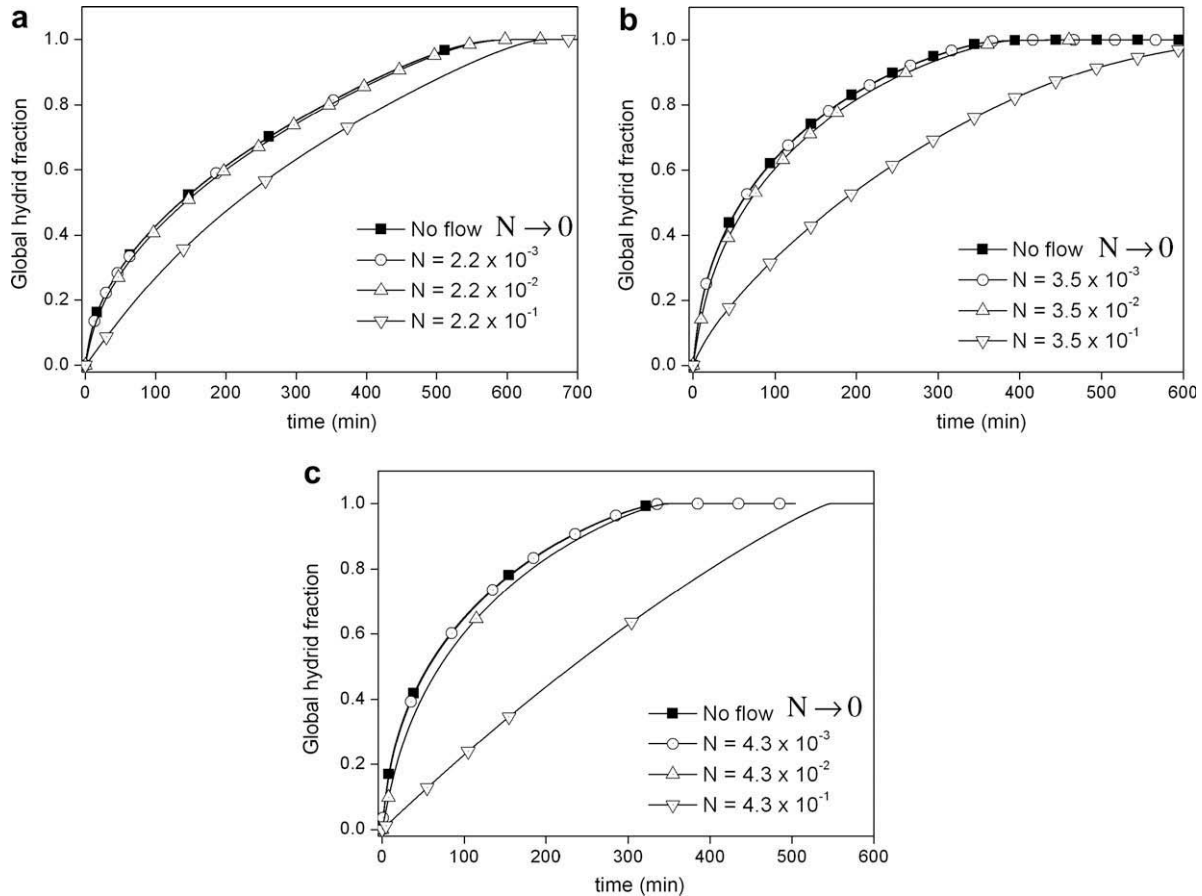 a
Global hydrid fraction
1.0
0.8
0.6
0.4
0.2
0.0
No flow N → 0
N = 2.2 x 10⁻³
N = 2.2 x 10⁻²
N = 2.2 x 10⁻¹
0 100 200 300 400 500 600 700
time (min)
b
Global hydrid fraction
1.0
0.8
0.6
0.4
0.2
0.0
No flow N → 0
N = 3.5 x 10⁻³
N = 3.5 x 10⁻²
N = 3.5 x 10⁻¹
0 100 200 300 400 500 600
time (min)
c
Global hydrid fraction
1.0
0.8
0.6
0.4
0.2
0.0
No flow N → 0
N = 4.3 x 10⁻³
N = 4.3 x 10⁻²
N = 4.3 x 10⁻¹
0 100 200 300 400 500 600
time (min)